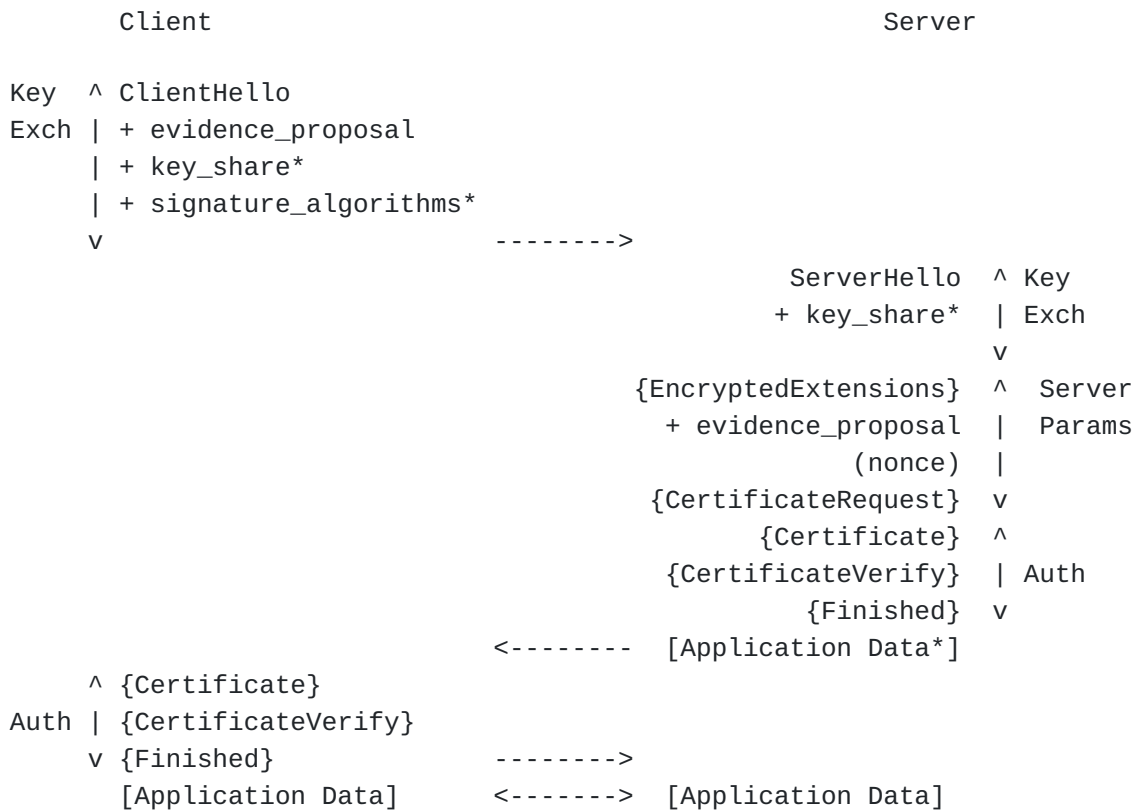 Client                                           Server

Key  ^ ClientHello
Exch | + evidence_proposal
     | + key_share*
     | + signature_algorithms*
     v                         -------->
                                                  ServerHello  ^ Key
                                                 + key_share*  | Exch
                                                               v
                                        {EncryptedExtensions}  ^  Server
                                          + evidence_proposal  |  Params
                                                      (nonce)  |
                                         {CertificateRequest}  v
                                                {Certificate}  ^
                                          {CertificateVerify}  | Auth
                                                   {Finished}  v
                               <--------  [Application Data*]
     ^ {Certificate}
Auth | {CertificateVerify}
     v {Finished}              -------->
       [Application Data]      <------->  [Application Data]